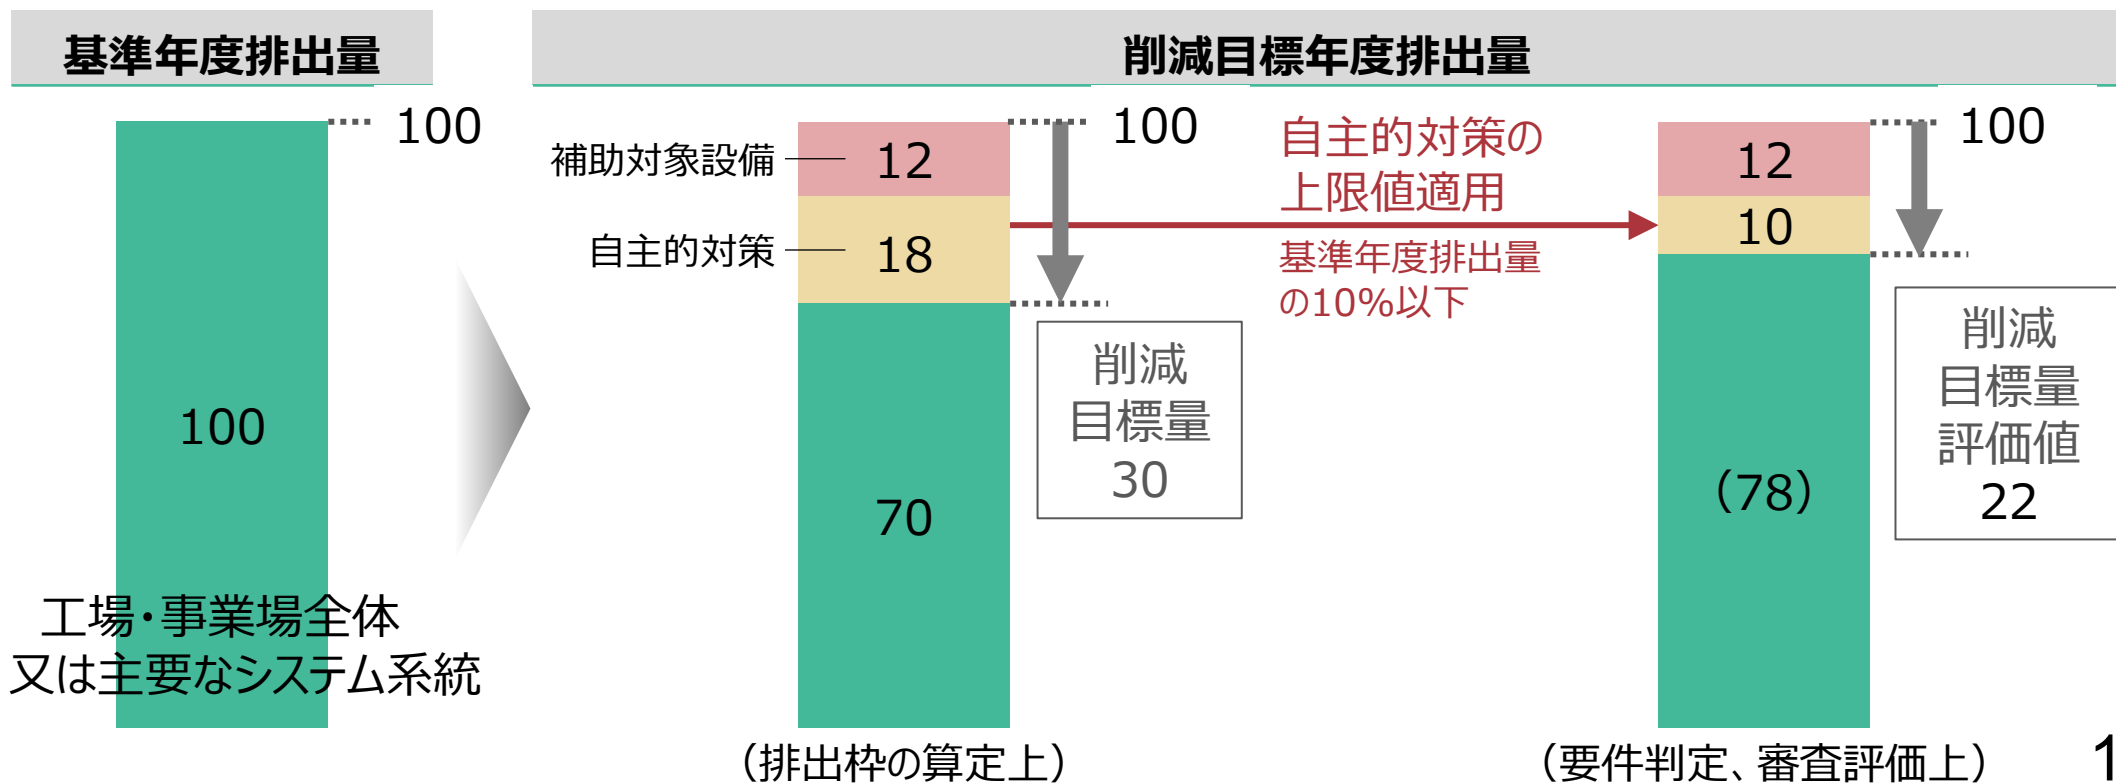 基準年度排出量
削減目標年度排出量
100
100
工場・事業場全体
又は主要なシステム系統
補助対象設備
自主的対策
12
18
70
100
削減
目標量
30
（排出枠の算定上）
自主的対策の
上限値適用
基準年度排出量
の10%以下
12
10
（78）
100
削減
目標量
評価値
22
（要件判定、審査評価上）
1